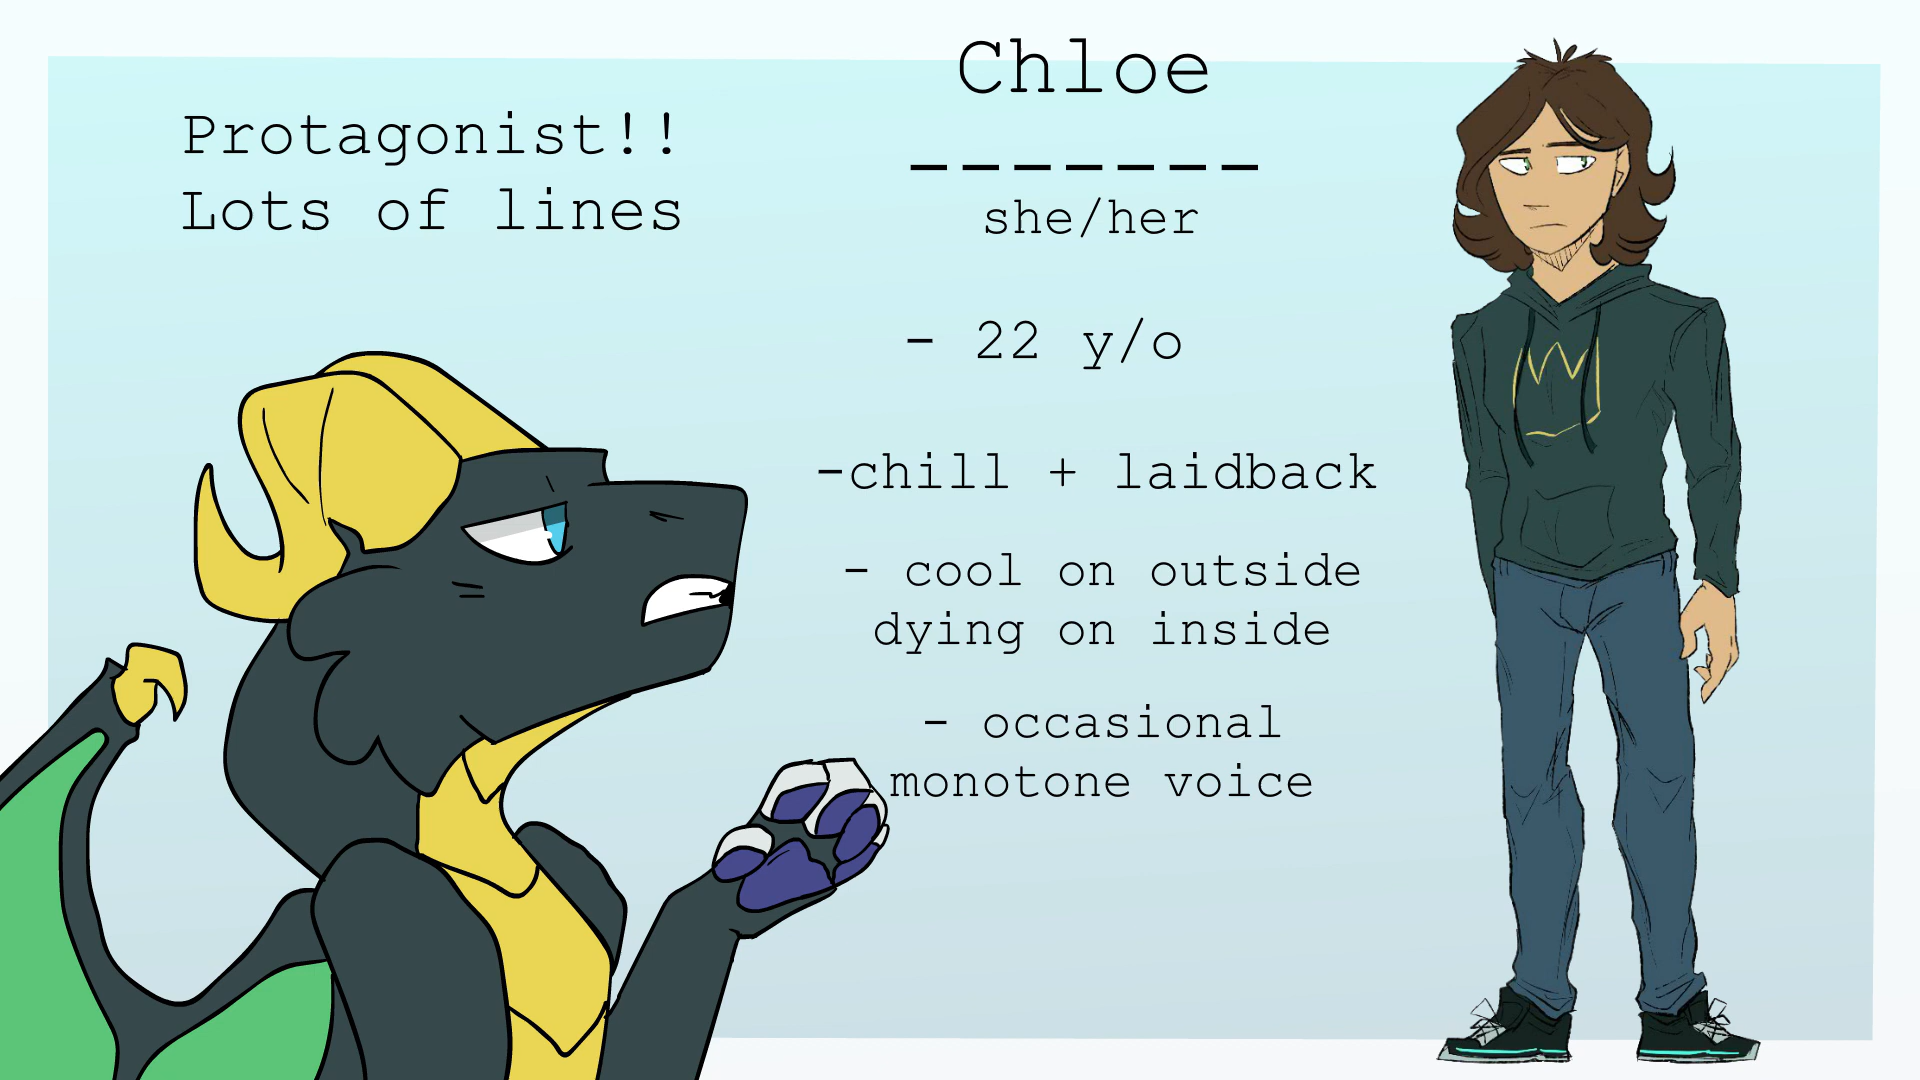 Protagonist!!
Lots of lines
Chloe
-------
she/her
- 22 y/o
-chill + laidback
- cool on outside
dying on inside
- occasional
monotone voice